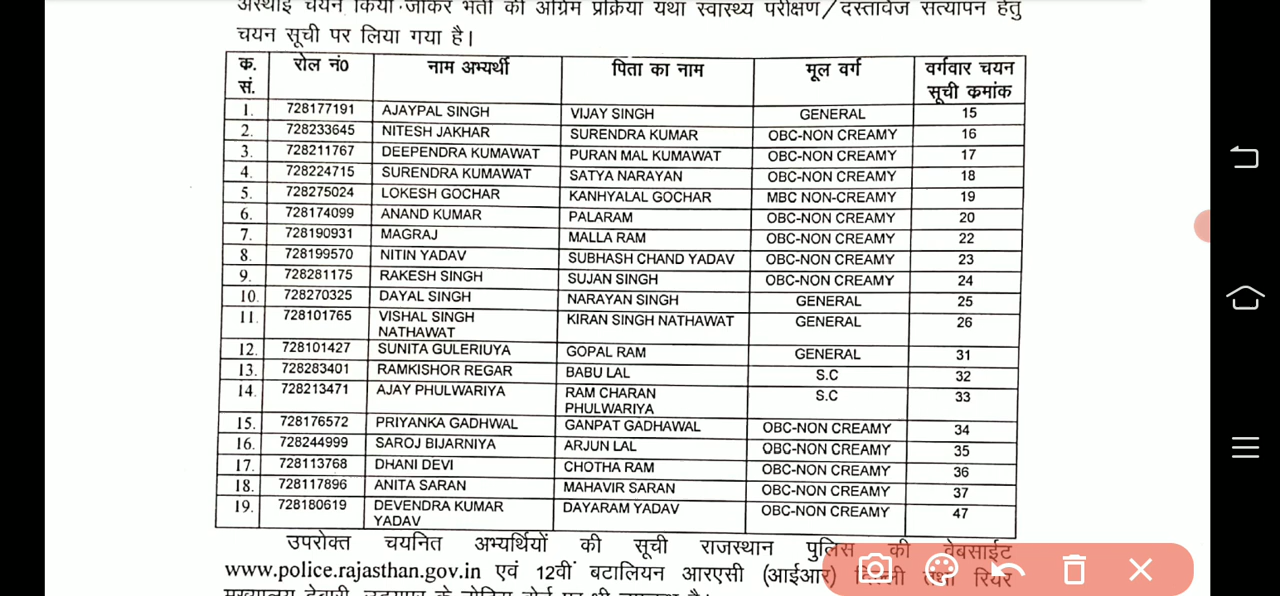 अस्थाई चयन किया जाकर भर्ती की अग्रिम प्रक्रिया यथा स्वास्थ्य परीक्षण/दस्तावेज सत्यापन हेतु
चयन सूची पर लिया गया है।
क. सं. रोल नं0 नाम अभ्यर्थी पिता का नाम मूल वर्ग वर्गवार चयन सूची क्रमांक
1. 728177191 AJAYPAL SINGH VIJAY SINGH GENERAL 15
2. 728233645 NITESH JAKHAR SURENDRA KUMAR OBC-NON CREAMY 16
3. 728211767 DEEPENDRA KUMAWAT PURAN MAL KUMAWAT OBC-NON CREAMY 17
4. 728224715 SURENDRA KUMAWAT SATYA NARAYAN OBC-NON CREAMY 18
5. 728275024 LOKESH GOCHAR KANHYALAL GOCHAR MBC NON-CREAMY 19
6. 728174099 ANAND KUMAR PALARAM OBC-NON CREAMY 20
7. 728190931 MAGRAJ MALLA RAM OBC-NON CREAMY 22
8. 728199570 NITIN YADAV SUBHASH CHAND YADAV OBC-NON CREAMY 23
9. 728281175 RAKESH SINGH SUJAN SINGH OBC-NON CREAMY 24
10. 728270325 DAYAL SINGH NARAYAN SINGH GENERAL 25
11. 728101765 VISHAL SINGH NATHAWAT KIRAN SINGH NATHAWAT GENERAL 26
12. 728101427 SUNITA GULERIUYA GOPAL RAM GENERAL 31
13. 728283401 RAMKISHOR REGAR BABU LAL S.C 32
14. 728213471 AJAY PHULWARIYA RAM CHARAN PHULWARIYA S.C 33
15. 728176572 PRIYANKA GADHWAL GANPAT GADHAWAL OBC-NON CREAMY 34
16. 728244999 SAROJ BIJARNIYA ARJUN LAL OBC-NON CREAMY 35
17. 728113768 DHANI DEVI CHOTHA RAM OBC-NON CREAMY 36
18. 728117896 ANITA SARAN MAHAVIR SARAN OBC-NON CREAMY 37
19. 728180619 DEVENDRA KUMAR YADAV DAYARAM YADAV OBC-NON CREAMY 47
उपरोक्त चयनित अभ्यर्थियों की सूची राजस्थान पुलिस की वेबसाईट
www.police.rajasthan.gov.in एवं 12वीं बटालियन आरएसी (आईआर) दिल्ली तथा रियर